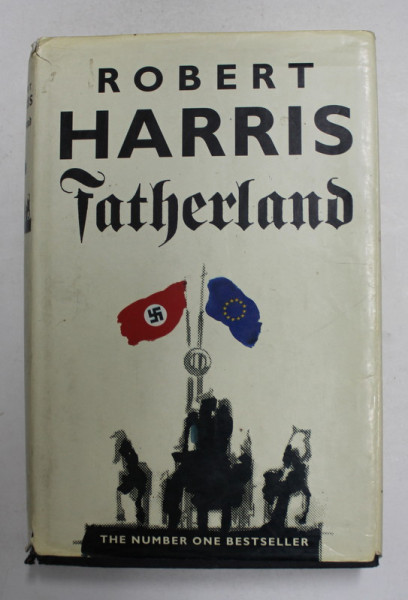 ROBERT
HARRIS
Fatherland
THE NUMBER ONE BESTSELLER